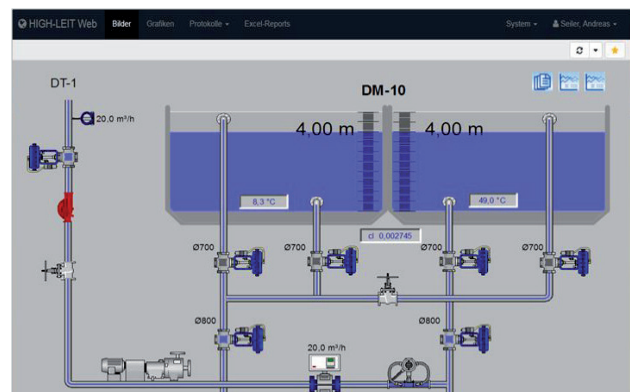 HIGH-LEIT Web Bilder Grafiken Protokolle Excel-Reports System Seiler, Andreas
DT-1
DM-10
20,0 m³/h
4,00 m 4,00 m
8,3 °C 49,0 °C
cl 0,002745
Ø700 Ø700 Ø700 Ø700
Ø800 Ø800
20,0 m³/h